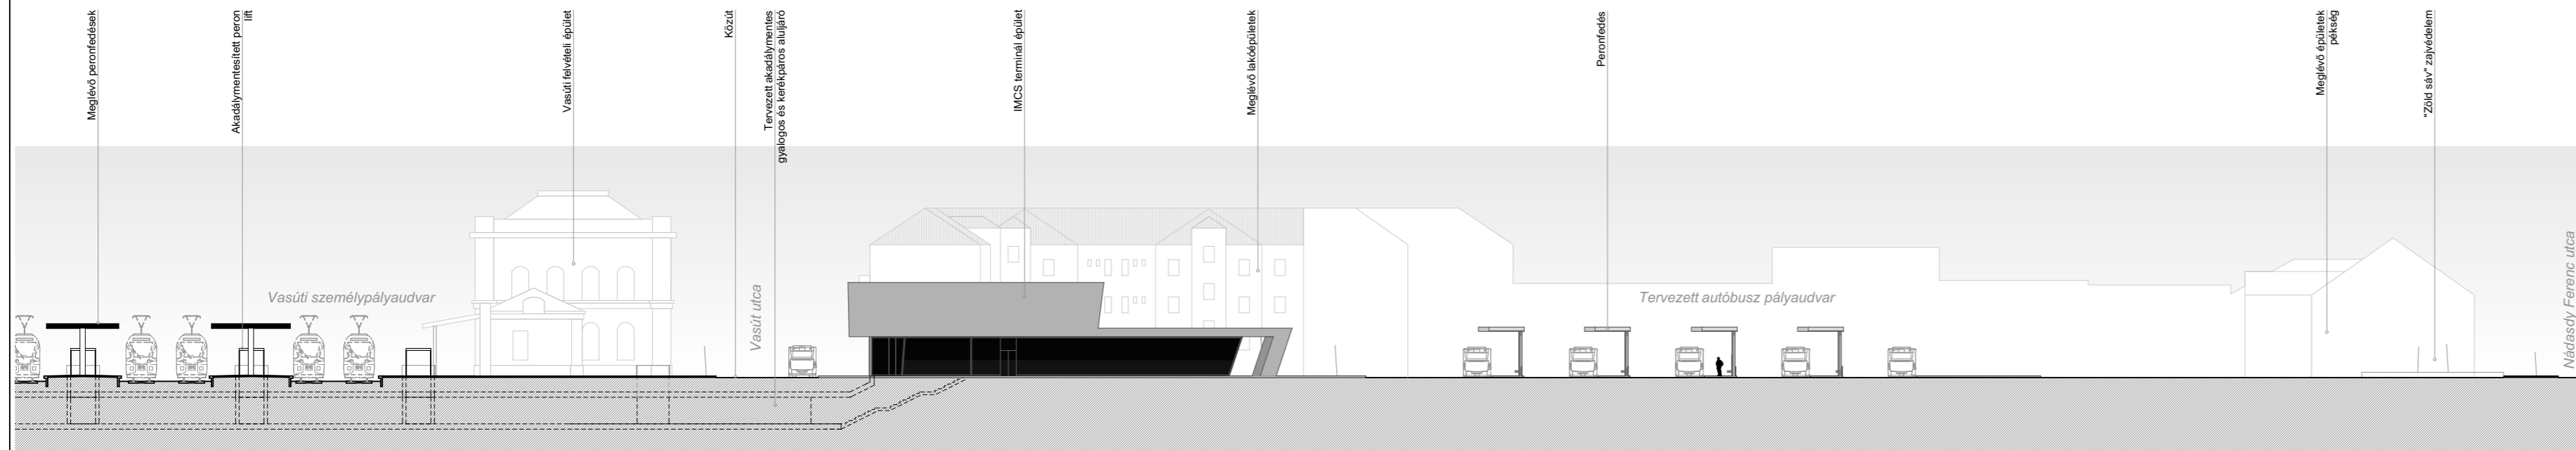 Meglévő peronfedések
Akadálymentesített peron
lift
Vasúti felvételi épület
Közút
Tervezett akadálymentes
gyalogos és kerékpáros aluljáró
IMCS terminál épület
Meglévő lakóépületek
Peronfedés
Meglévő épületek
pékség
"Zöld sáv" zajvédelem
Vasúti személypályaudvar
Vasút utca
Tervezett autóbusz pályaudvar
Nádasdy Ferenc utca